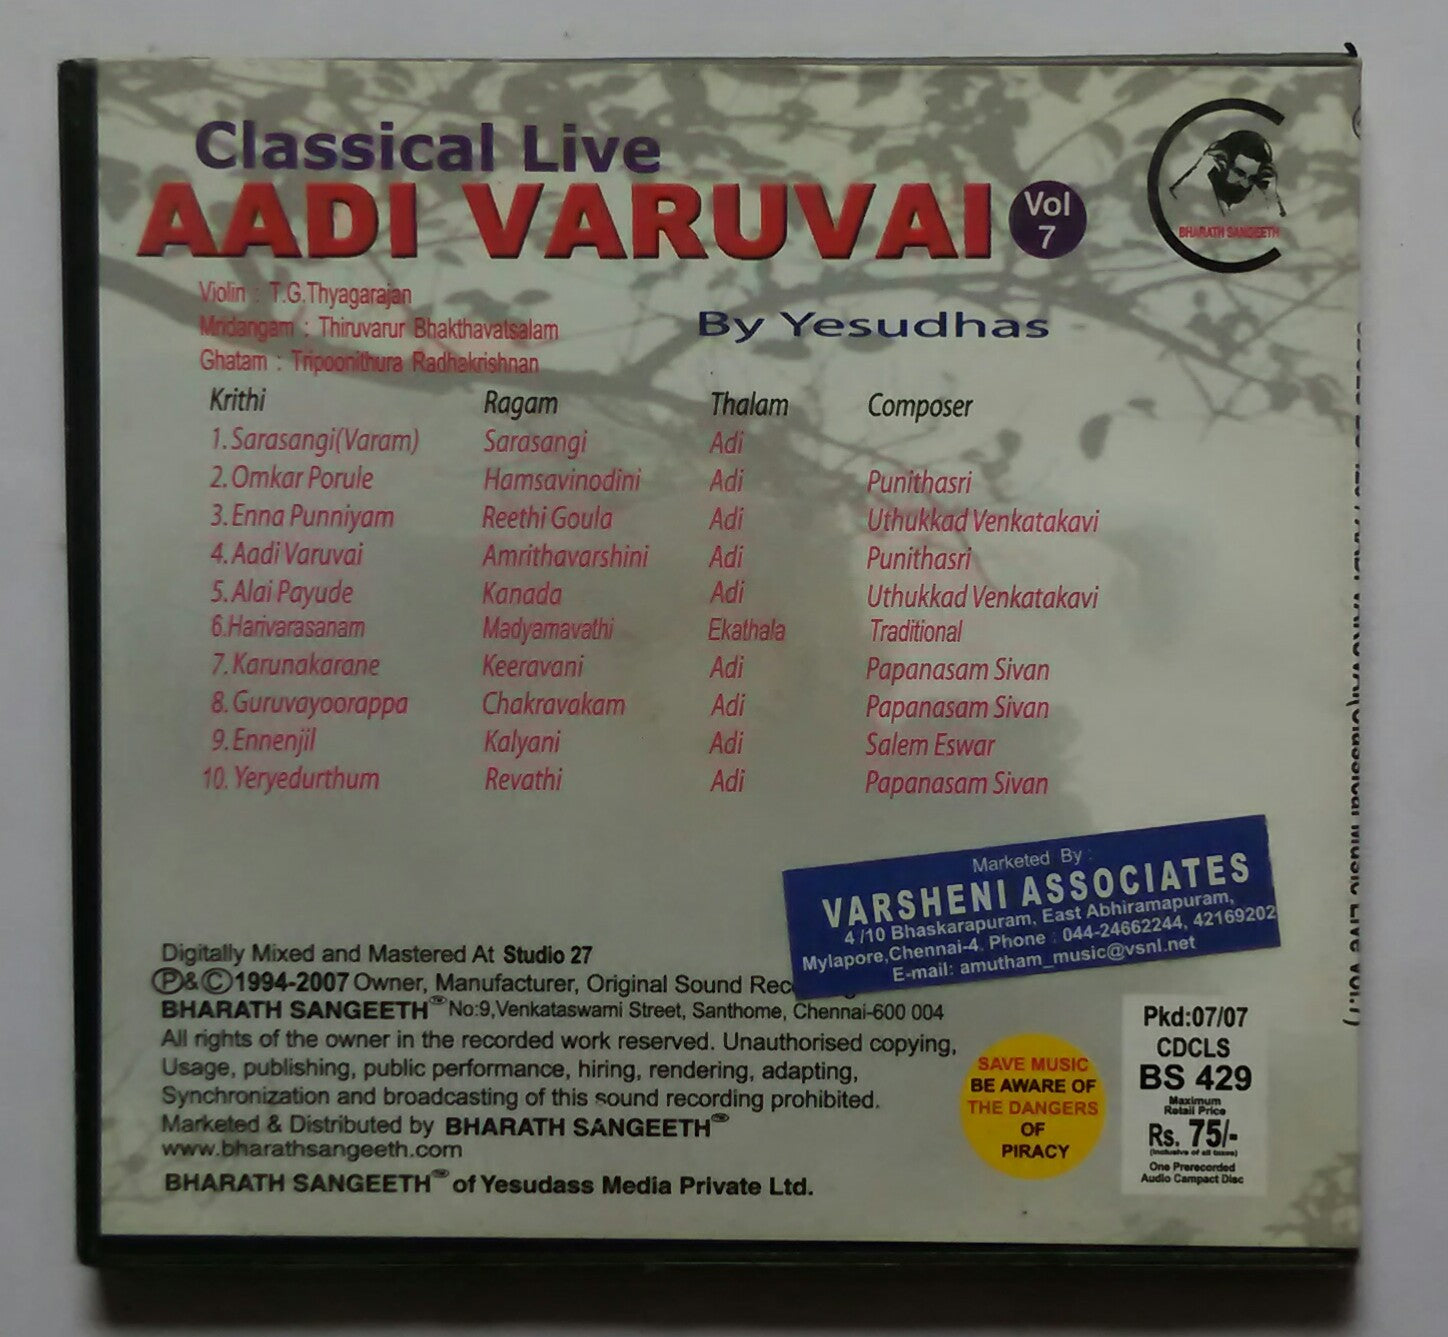 Classical Live
AADI VARUVAI Vol 7
BHARATH SANGEETH
Violin : T.G.Thyagarajan
Mridangam : Thiruvarur Bhakthavatsalam
Ghatam : Tripoonithura Radhakrishnan
By Yesudhas
Krithi Ragam Thalam Composer
1. Sarasangi(Varam) Sarasangi Adi
2. Omkar Porule Hamsavinodini Adi Punithasri
3. Enna Punniyam Reethi Goula Adi Uthukkad Venkatakavi
4. Aadi Varuvai Amrithavarshini Adi Punithasri
5. Alai Payude Kanada Adi Uthukkad Venkatakavi
6.Harivarasanam Madyamavathi Ekathala Traditional
7. Karunakarane Keeravani Adi Papanasam Sivan
8. Guruvayoorappa Chakravakam Adi Papanasam Sivan
9. Ennenjil Kalyani Adi Salem Eswar
10. Yeryedurthum Revathi Adi Papanasam Sivan
Marketed By :
VARSHENI ASSOCIATES
4/10 Bhaskarapuram, East Abhiramapuram,
Mylapore,Chennai-4. Phone : 044-24662244, 42169202
E-mail: amutham_music@vsnl.net
Digitally Mixed and Mastered At Studio 27
Ⓟ&©1994-2007 Owner, Manufacturer, Original Sound
BHARATH SANGEETH™ No:9,Venkataswami Street, Santhome, Chennai-600 004
All rights of the owner in the recorded work reserved. Unauthorised copying,
Usage, publishing, public performance, hiring, rendering, adapting,
Synchronization and broadcasting of this sound recording prohibited.
Marketed & Distributed by BHARATH SANGEETH™
www.bharathsangeeth.com
BHARATH SANGEETH™ of Yesudass Media Private Ltd.
SAVE MUSIC
BE AWARE OF
THE DANGERS
OF
PIRACY
Pkd:07/07
CDCLS
BS 429
Maximum
Retail Price
Rs. 75/-
(Inclusive of all taxes)
One Prerecorded
Audio Campact Disc